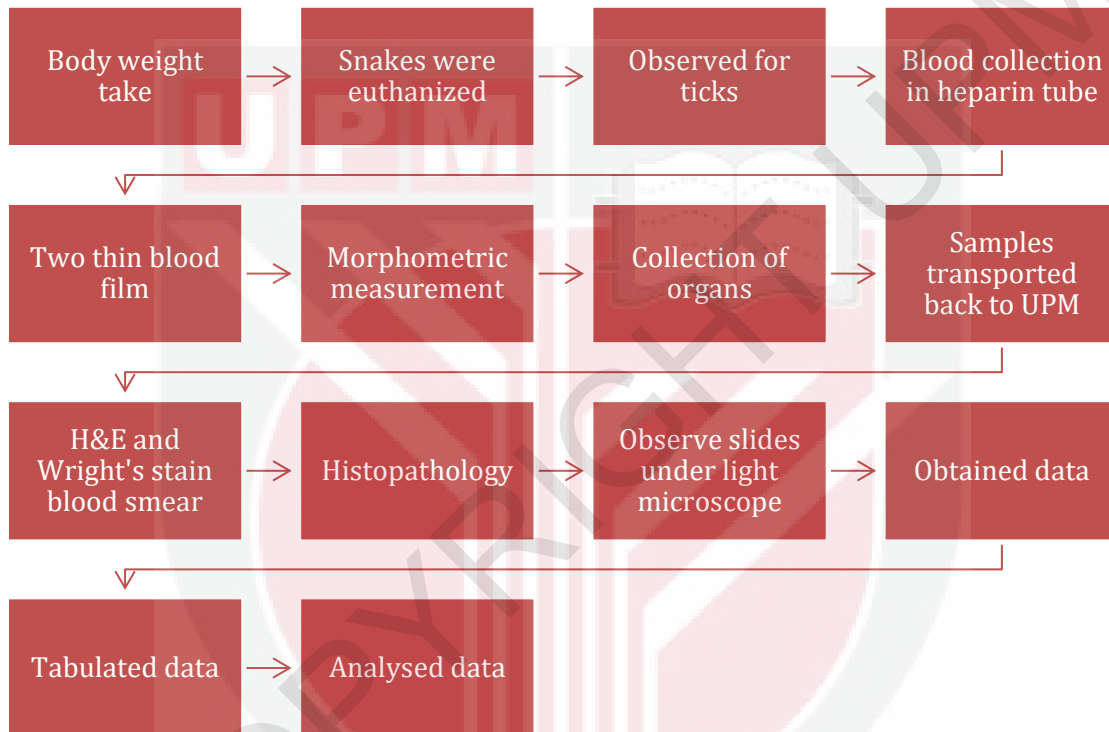 Body weight
take
Snakes were
euthanized
Observed for
ticks
Blood collection
in heparin tube
Two thin blood
film
Morphometric
measurement
Collection of
organs
Samples
transported
back to UPM
H&E and
Wright's stain
blood smear
Histopathology
Observe slides
under light
microscope
Obtained data
Tabulated data
Analysed data
UPM
COPYRIGHT UPM